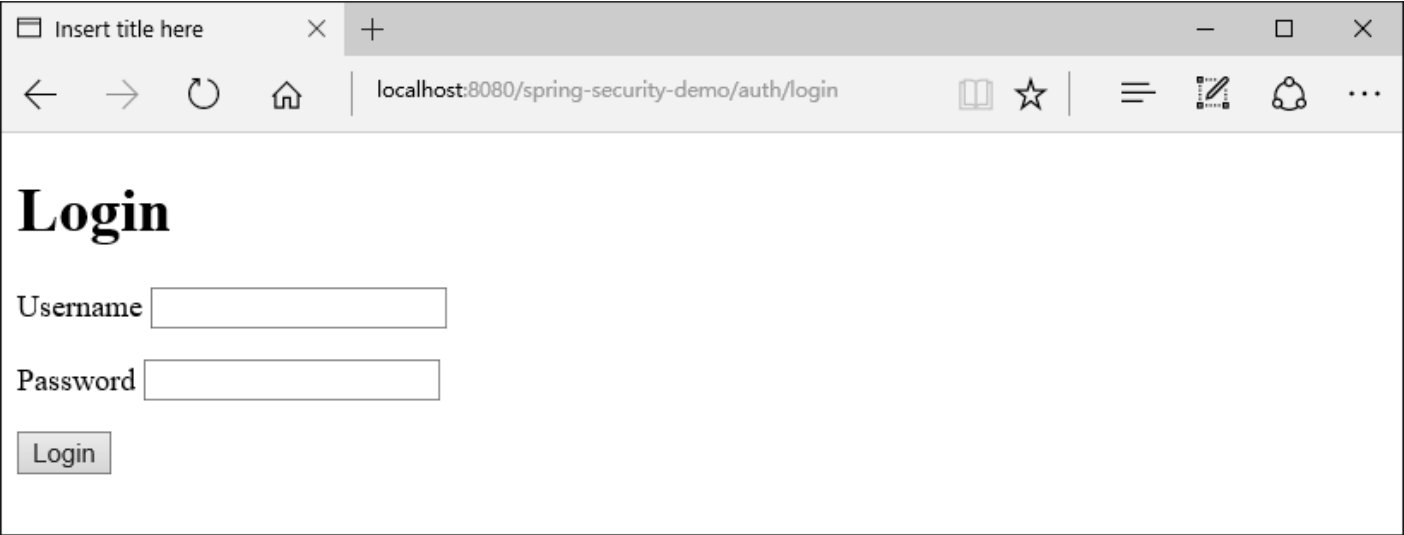 Insert title here
localhost:8080/spring-security-demo/auth/login
Login
Username
Password
Login